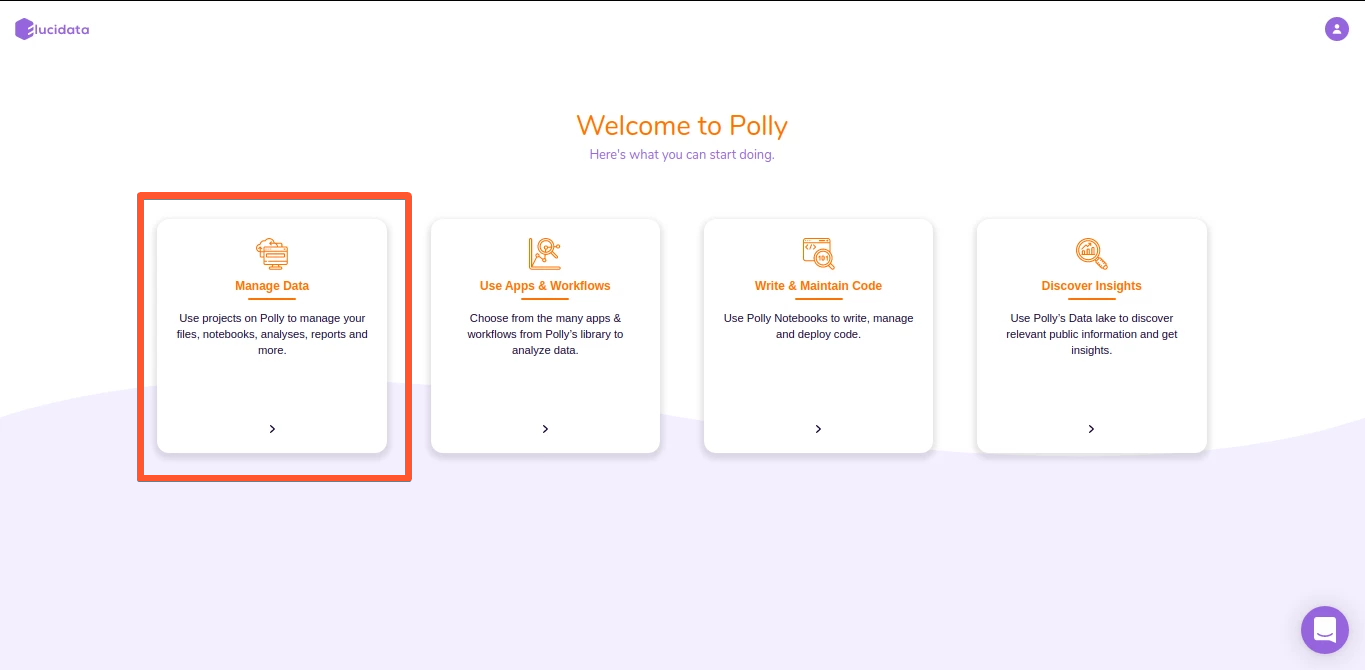 Elucidata
Welcome to Polly
Here's what you can start doing.
Manage Data
Use projects on Polly to manage your
files, notebooks, analyses, reports and
more.
Use Apps & Workflows
Choose from the many apps &
workflows from Polly's library to
analyze data.
Write & Maintain Code
Use Polly Notebooks to write, manage
and deploy code.
Discover Insights
Use Polly's Data lake to discover
relevant public information and get
insights.